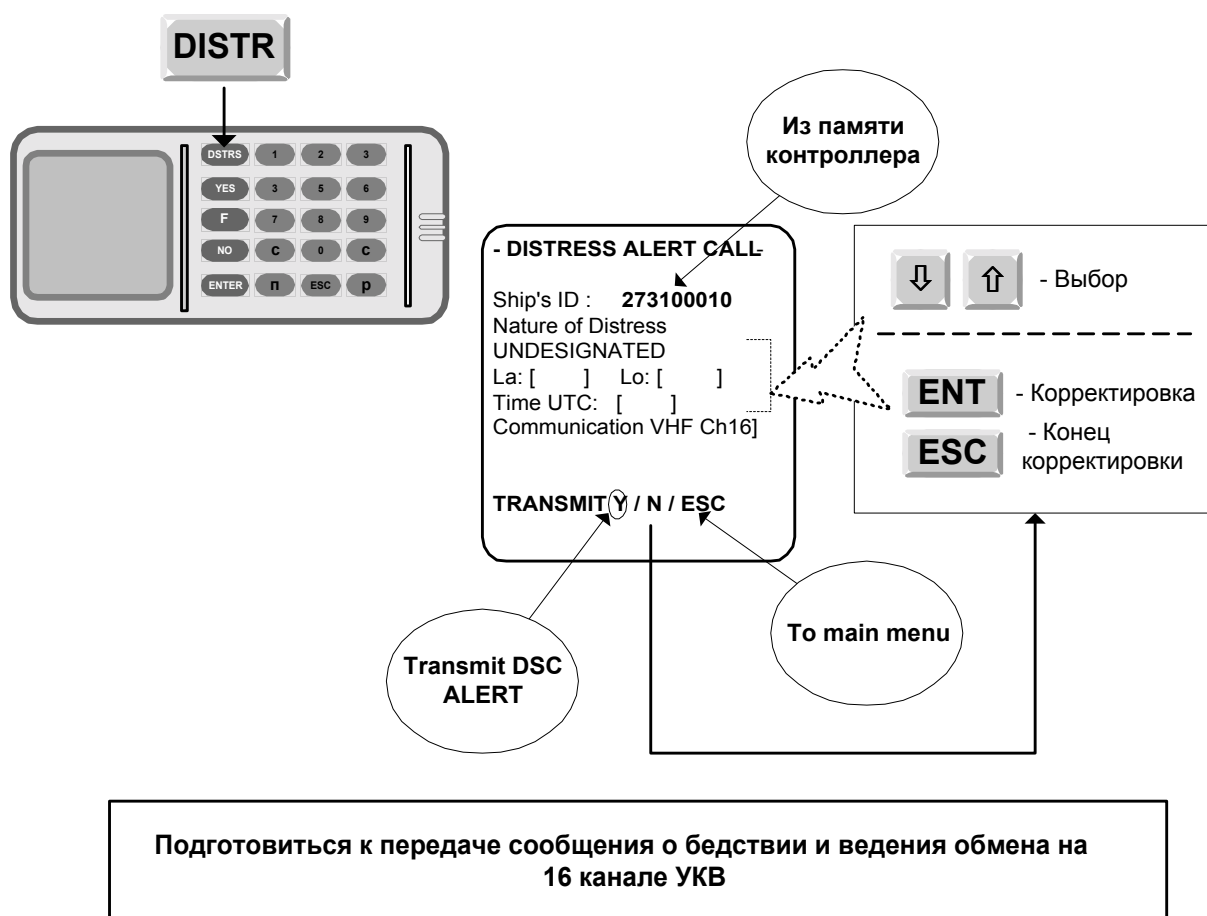 DISTR
DSTRS 1 2 3
YES 3 5 6
F 7 8 9
NO C 0 C
ENTER п ESC р
Из памяти
контроллера
- DISTRESS ALERT CALL-
Ship's ID : 273100010
Nature of Distress
UNDESIGNATED
La: [ ] Lo: [ ]
Time UTC: [ ]
Communication VHF Ch16]
TRANSMIT Y / N / ESC
⇩ ⇧ - Выбор
ENT - Корректировка
ESC - Конец
корректировки
Transmit DSC
ALERT
To main menu
Подготовиться к передаче сообщения о бедствии и ведения обмена на
16 канале УКВ